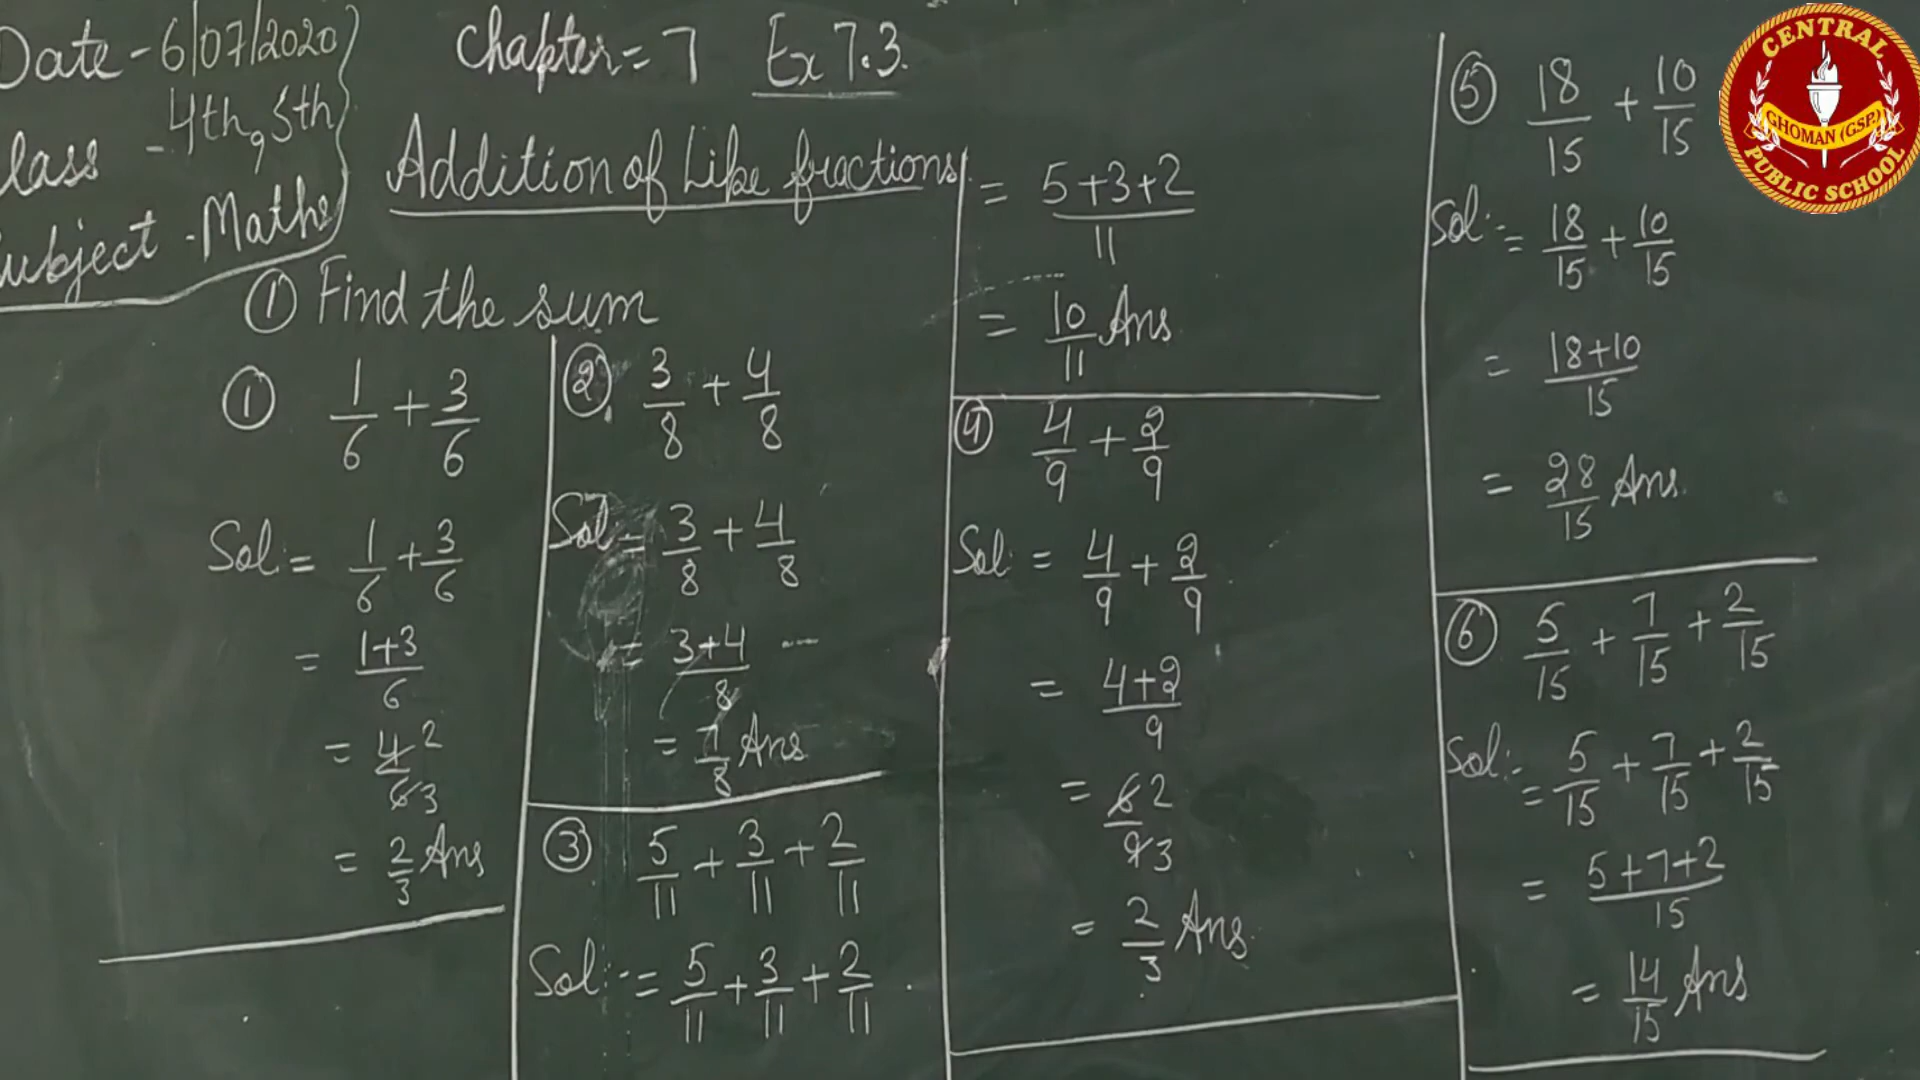 Date - 6/07/2020
Class - 4th, 5th
Subject - Maths
Chapter = 7 Ex 7.3.
Addition of Like fractions
① Find the sum
① 1/6 + 3/6
Sol: = 1/6 + 3/6
= 1+3/6
= 4 2/6 3
= 2/3 Ans
② 3/8 + 4/8
Sol: = 3/8 + 4/8
= 3+4/8
= 7/8 Ans
③ 5/11 + 3/11 + 2/11
Sol:- = 5/11 + 3/11 + 2/11
= 5+3+2/11
= 10/11 Ans
④ 4/9 + 2/9
Sol: = 4/9 + 2/9
= 4+2/9
= 6 2/9 3
= 2/3 Ans
⑤ 18/15 + 10/15
Sol:- = 18/15 + 10/15
= 18+10/15
= 28/15 Ans
⑥ 5/15 + 7/15 + 2/15
Sol:- = 5/15 + 7/15 + 2/15
= 5+7+2/15
= 14/15 Ans
CENTRAL
GHOMAN (GSP.)
PUBLIC SCHOOL